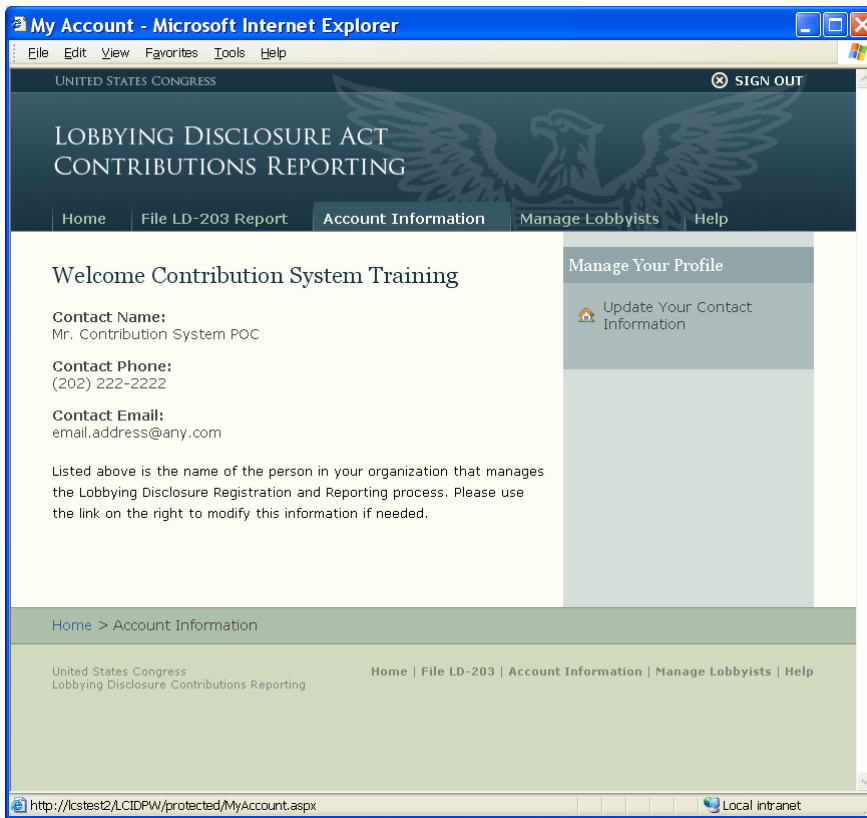 My Account - Microsoft Internet Explorer
File Edit View Favorites Tools Help
UNITED STATES CONGRESS
SIGN OUT
LOBBYING DISCLOSURE ACT
CONTRIBUTIONS REPORTING
Home File LD-203 Report Account Information Manage Lobbyists Help
Welcome Contribution System Training
Contact Name:
Mr. Contribution System POC
Contact Phone:
(202) 222-2222
Contact Email:
email.address@any.com
Listed above is the name of the person in your organization that manages
the Lobbying Disclosure Registration and Reporting process. Please use
the link on the right to modify this information if needed.
Manage Your Profile
Update Your Contact
Information
Home > Account Information
United States Congress
Lobbying Disclosure Contributions Reporting
Home | File LD-203 | Account Information | Manage Lobbyists | Help
http://lcstest2/LCIDPW/protected/MyAccount.aspx
Local intranet